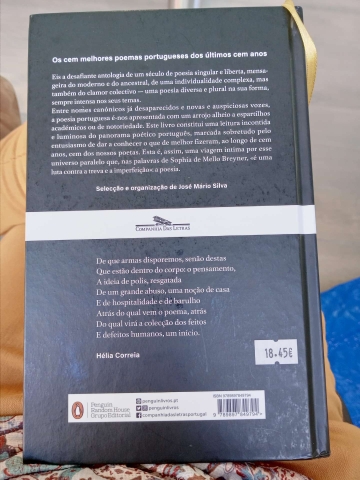 Os cem melhores poemas portugueses dos últimos cem anos
Eis a desafiante antologia de um século de poesia singular e liberta, mensa-
geira do moderno e do ancestral, de uma individualidade complexa, mas
também do clamor colectivo — uma poesia diversa e plural na sua forma, mas
sempre intensa nos seus temas.
Entre nomes canónicos já desaparecidos e novas e auspiciosas vozes,
a poesia portuguesa é-nos apresentada com um arrojo alheio a espartilhos
académicos ou de notoriedade. Este livro constitui uma leitura incontida
e luminosa do panorama poético português, marcada sobretudo pelo
entusiasmo de dar a conhecer o que de melhor fizeram, ao longo de cem
anos, cem dos nossos poetas. Esta é, assim, uma viagem íntima por esse
universo paralelo que, nas palavras de Sophia de Mello Breyner, «é uma
luta contra a treva e a imperfeição»: a poesia.
Selecção e organização de José Mário Silva
COMPANHIA DAS LETRAS
De que armas disporemos, senão destas
Que estão dentro do corpo: o pensamento,
A ideia de polis, resgatada
De um grande abuso, uma noção de casa
E de hospitalidade e de barulho
Atrás do qual vem o poema, atrás
Do qual virá a colecção dos feitos
E defeitos humanos, um início.
Hélia Correia
18.45€
Penguin
Random House
Grupo Editorial
penguinlivros.pt
penguinlivros
companhiadasletrasportugal